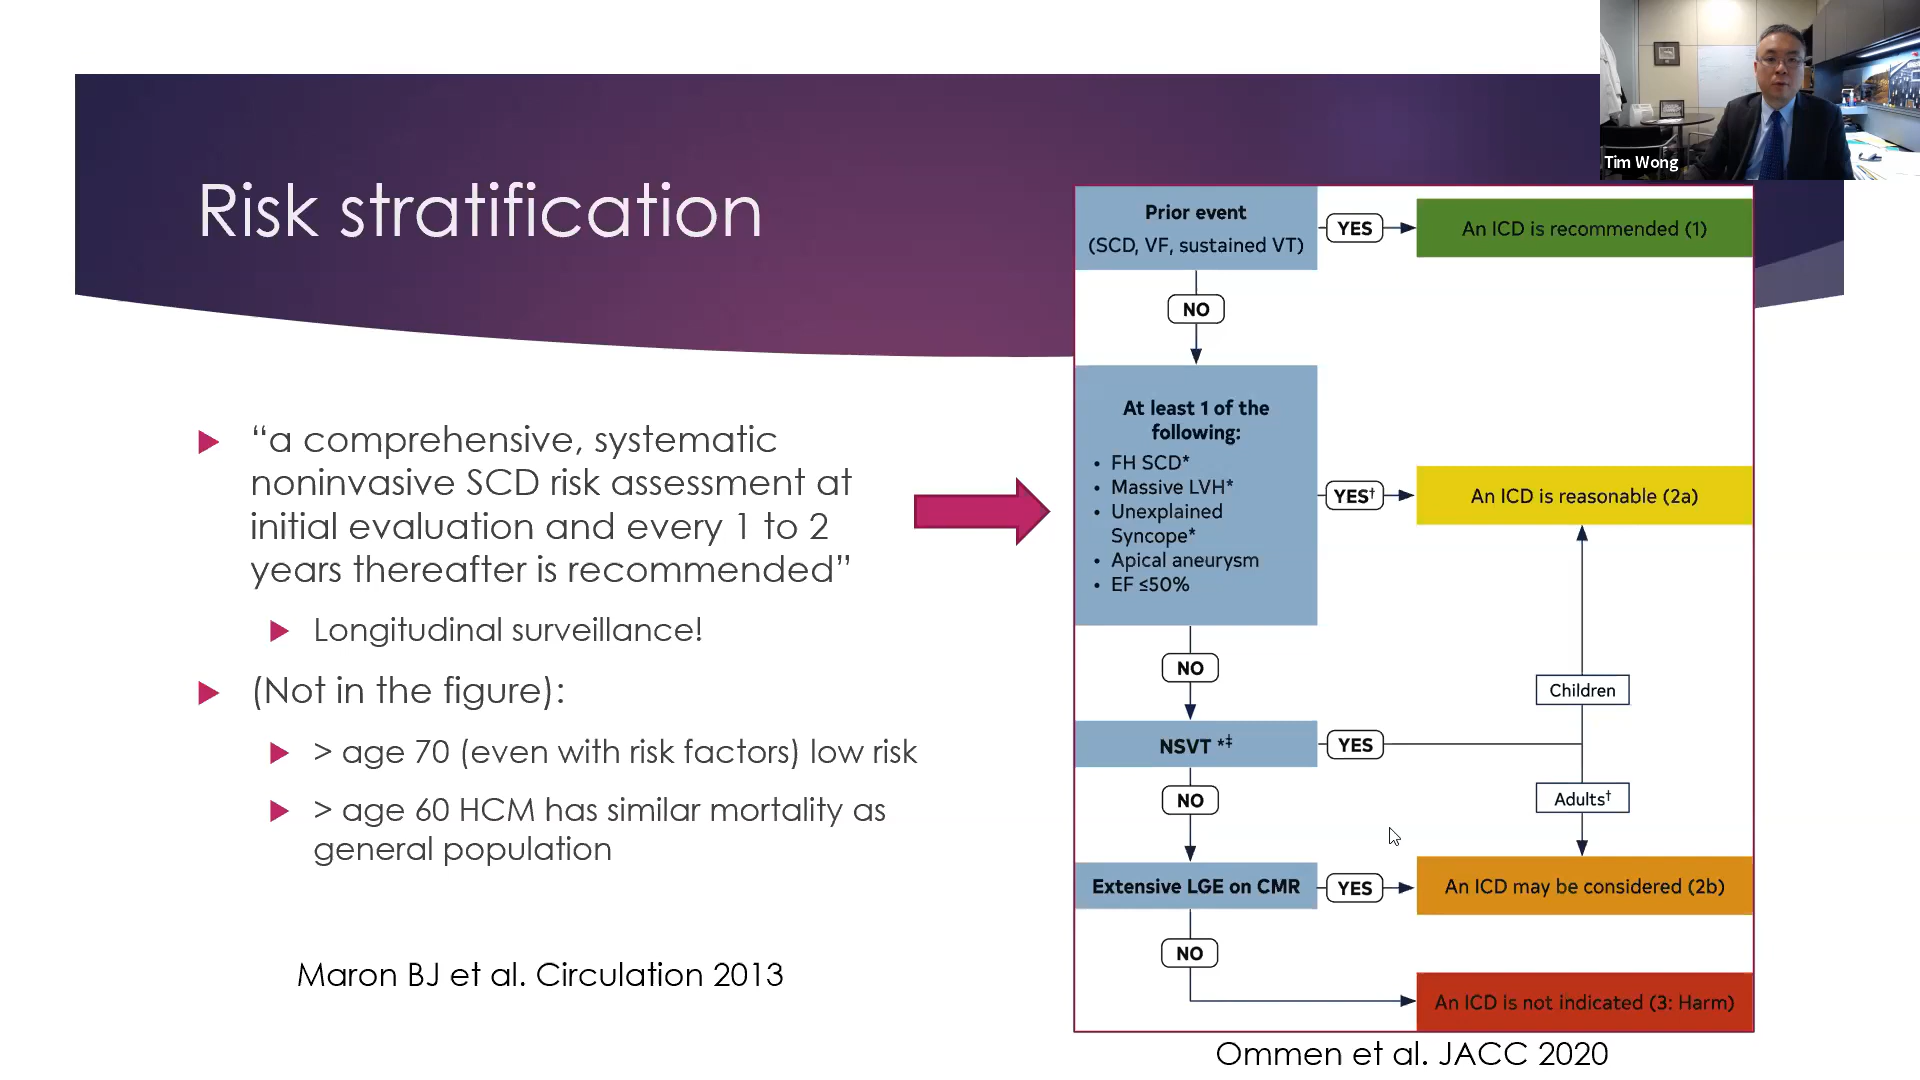 Tim Wong
Risk stratification
“a comprehensive, systematic
noninvasive SCD risk assessment at
initial evaluation and every 1 to 2
years thereafter is recommended”
Longitudinal surveillance!
(Not in the figure):
> age 70 (even with risk factors) low risk
> age 60 HCM has similar mortality as
general population
Maron BJ et al. Circulation 2013
Prior event
(SCD, VF, sustained VT)
YES
An ICD is recommended (1)
NO
At least 1 of the
following:
• FH SCD*
• Massive LVH*
• Unexplained
Syncope*
• Apical aneurysm
• EF ≤50%
YES†
An ICD is reasonable (2a)
NO
Children
NSVT *‡
YES
Adults†
NO
Extensive LGE on CMR
YES
An ICD may be considered (2b)
NO
An ICD is not indicated (3: Harm)
Ommen et al. JACC 2020